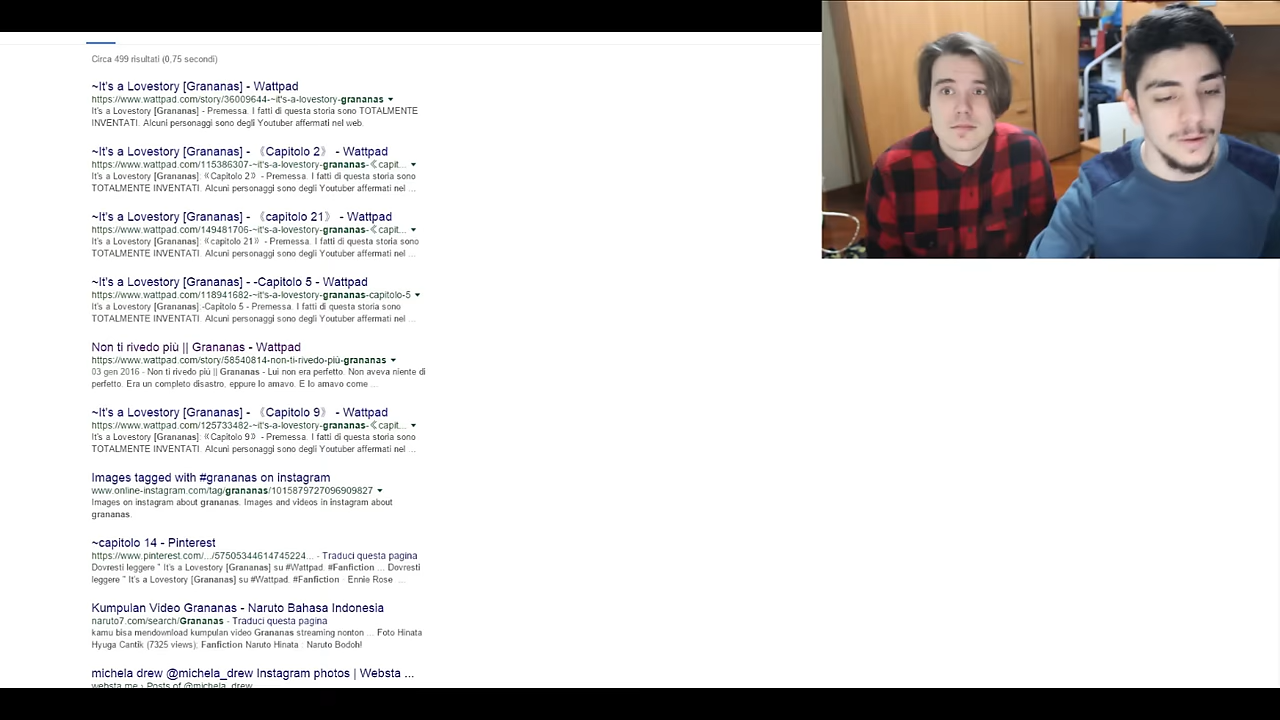 Circa 499 risultati (0,75 secondi)
~It's a Lovestory [Grananas] - Wattpad
https://www.wattpad.com/story/36009644-~it's-a-lovestory-grananas
It's a Lovestory [Grananas] - Premessa. I fatti di questa storia sono TOTALMENTE
INVENTATI. Alcuni personaggi sono degli Youtuber affermati nel web.
~It's a Lovestory [Grananas] - 《Capitolo 2》 - Wattpad
https://www.wattpad.com/115386307-~it's-a-lovestory-grananas-《capit...
It's a Lovestory [Grananas]: 《Capitolo 2》 - Premessa. I fatti di questa storia sono
TOTALMENTE INVENTATI. Alcuni personaggi sono degli Youtuber affermati nel ...
~It's a Lovestory [Grananas] - 《capitolo 21》 - Wattpad
https://www.wattpad.com/149481706-~it's-a-lovestory-grananas-《capit...
It's a Lovestory [Grananas]: 《capitolo 21》 - Premessa. I fatti di questa storia sono
TOTALMENTE INVENTATI. Alcuni personaggi sono degli Youtuber affermati nel ...
~It's a Lovestory [Grananas] - -Capitolo 5 - Wattpad
https://www.wattpad.com/118941682-~it's-a-lovestory-grananas-capitolo-5
It's a Lovestory [Grananas]:-Capitolo 5 - Premessa. I fatti di questa storia sono
TOTALMENTE INVENTATI. Alcuni personaggi sono degli Youtuber affermati nel ...
Non ti rivedo più || Grananas - Wattpad
https://www.wattpad.com/story/58540814-non-ti-rivedo-più-grananas
03 gen 2016 - Non ti rivedo più || Grananas - Lui non era perfetto. Non aveva niente di
perfetto. Era un completo disastro, eppure lo amavo. E lo amavo come ...
~It's a Lovestory [Grananas] - 《Capitolo 9》 - Wattpad
https://www.wattpad.com/125733482-~it's-a-lovestory-grananas-《capit...
It's a Lovestory [Grananas]: 《Capitolo 9》 - Premessa. I fatti di questa storia sono
TOTALMENTE INVENTATI. Alcuni personaggi sono degli Youtuber affermati nel ...
Images tagged with #grananas on instagram
www.online-instagram.com/tag/grananas/1015879727096909827
Images on instagram about grananas. Images and videos in instagram about
grananas.
~capitolo 14 - Pinterest
https://www.pinterest.com/.../57505344614745224... - Traduci questa pagina
Dovresti leggere " It's a Lovestory [Grananas] su #Wattpad. #Fanfiction ... Dovresti
leggere " It's a Lovestory [Grananas] su #Wattpad. #Fanfiction · Ennie Rose ...
Kumpulan Video Grananas - Naruto Bahasa Indonesia
naruto7.com/search/Grananas - Traduci questa pagina
kamu bisa mendownload kumpulan video Grananas streaming nonton ... Foto Hinata
Hyuga Cantik (7325 views); Fanfiction Naruto Hinata · Naruto Bodoh!
michela drew @michela_drew Instagram photos | Websta ...
websta.me › Posts of @michela_drew